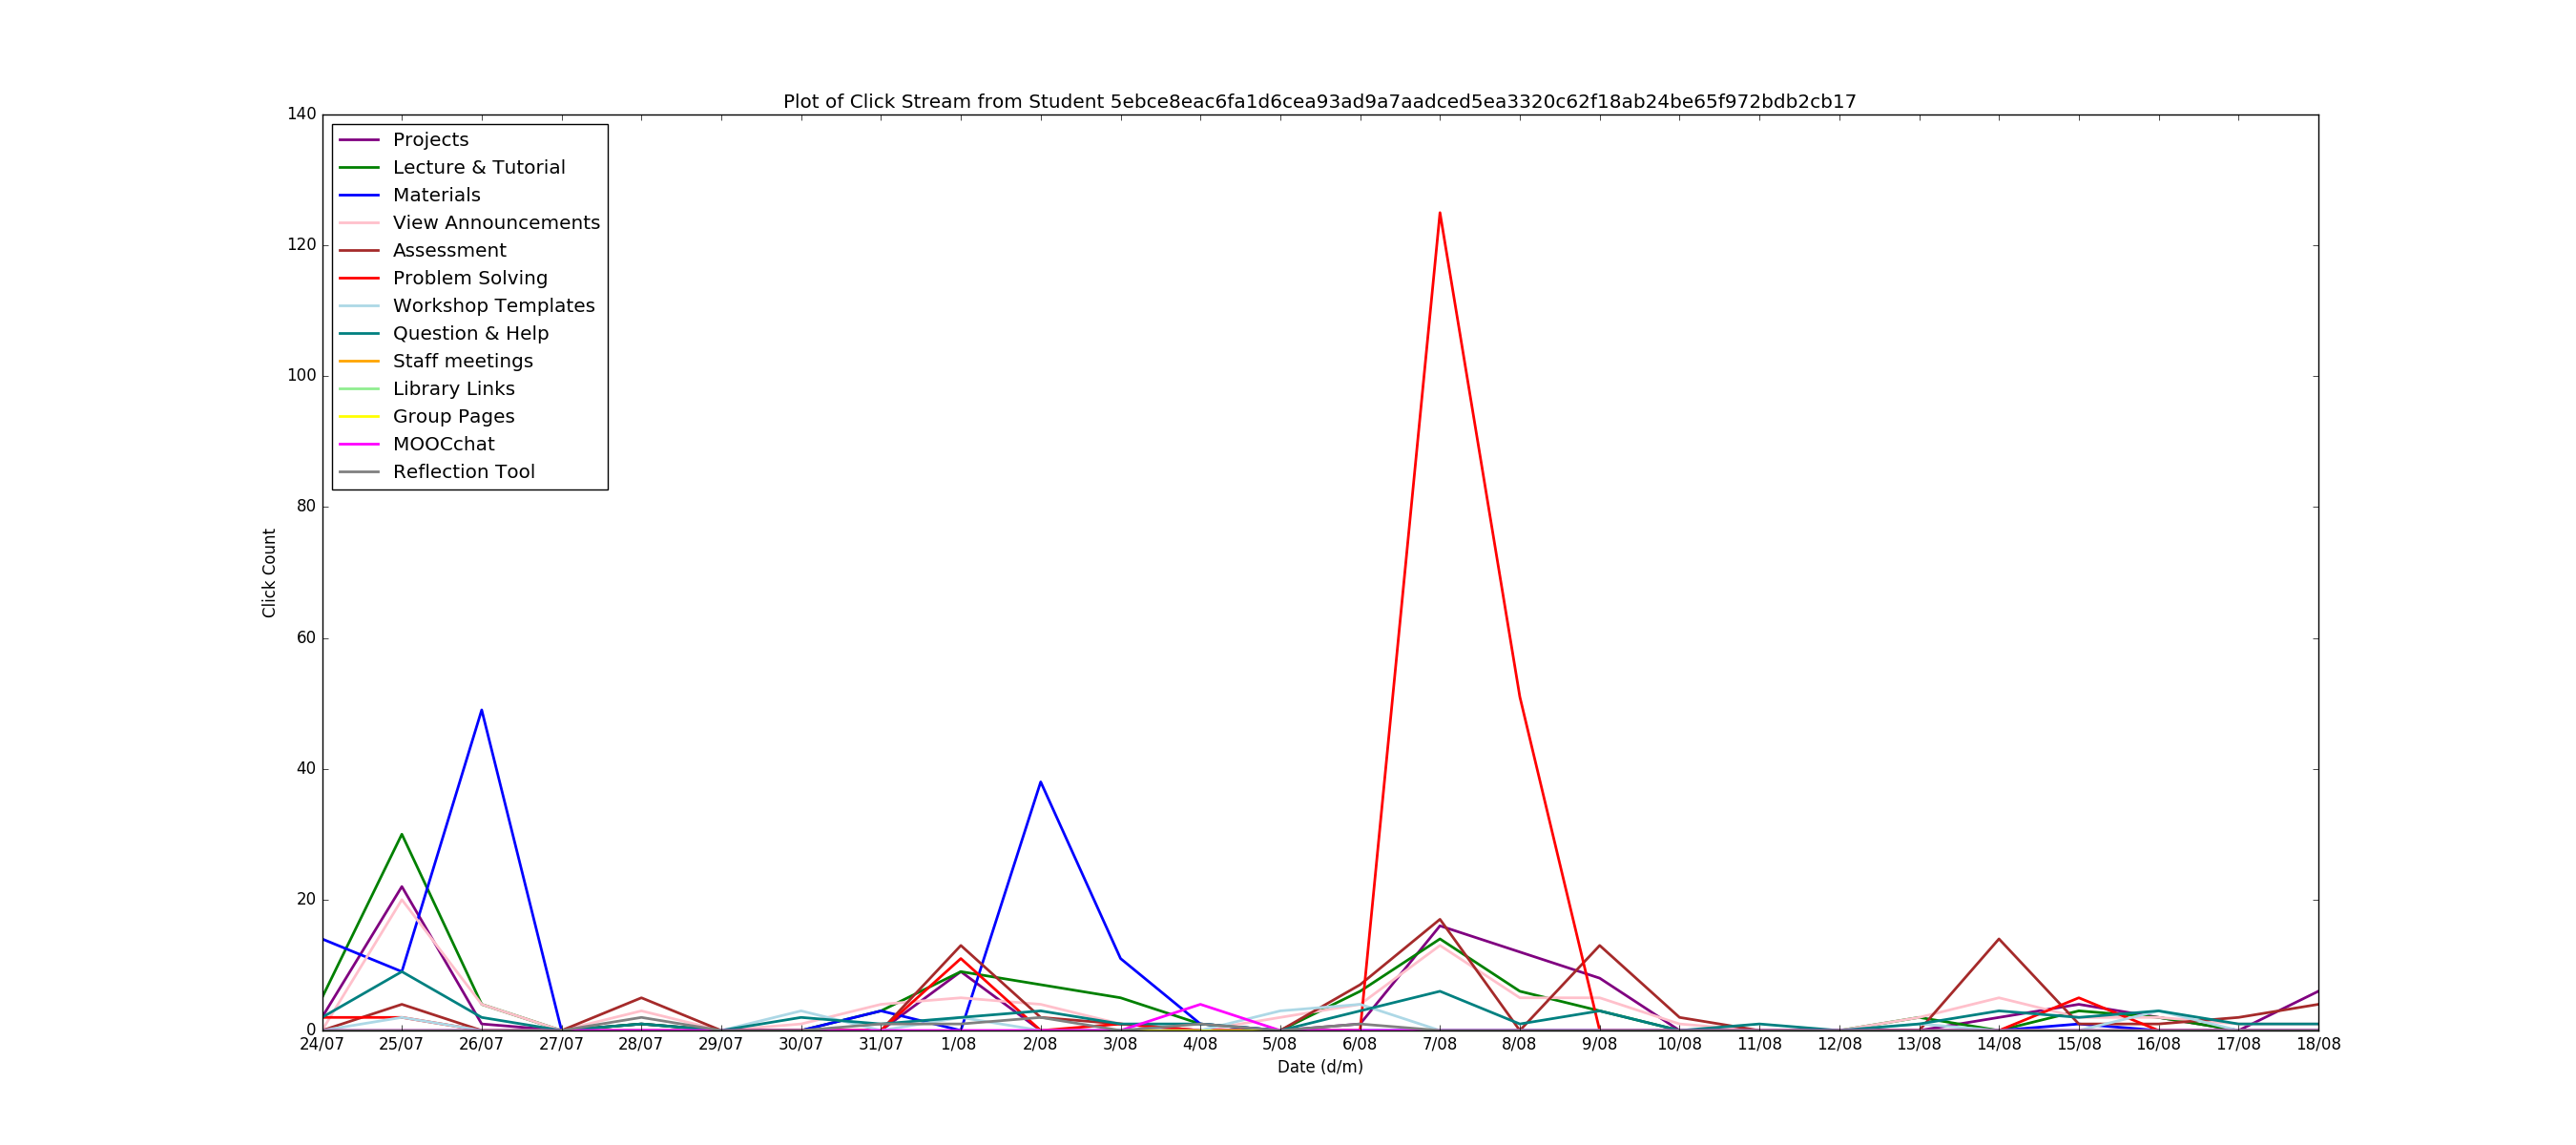 Plot of Click Stream from Student 5ebce8eac6fa1d6cea93ad9a7aadced5ea3320c62f18ab24be65f972bdb2cb17
140
120
100
80
60
40
20
0
Click Count
Projects
Lecture & Tutorial
Materials
View Announcements
Assessment
Problem Solving
Workshop Templates
Question & Help
Staff meetings
Library Links
Group Pages
MOOCchat
Reflection Tool
24/07 25/07 26/07 27/07 28/07 29/07 30/07 31/07 1/08 2/08 3/08 4/08 5/08 6/08 7/08 8/08 9/08 10/08 11/08 12/08 13/08 14/08 15/08 16/08 17/08 18/08
Date (d/m)